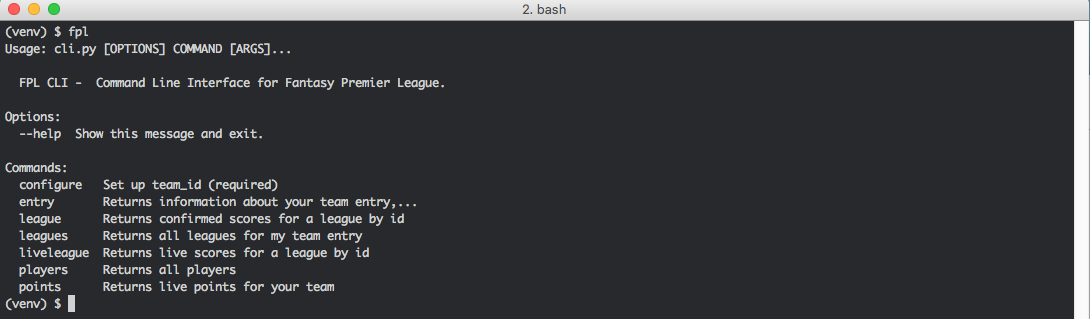 2. bash
(venv) $ fpl
Usage: cli.py [OPTIONS] COMMAND [ARGS]...
FPL CLI -  Command Line Interface for Fantasy Premier League.
Options:
--help  Show this message and exit.
Commands:
configure   Set up team_id (required)
entry       Returns information about your team entry,...
league      Returns confirmed scores for a league by id
leagues     Returns all leagues for my team entry
liveleague  Returns live scores for a league by id
players     Returns all players
points      Returns live points for your team
(venv) $